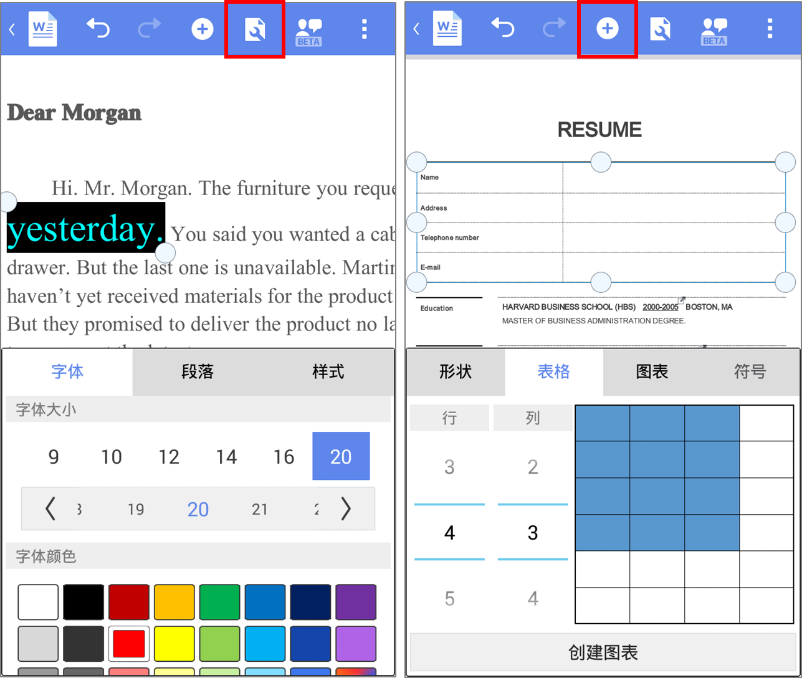 W
BETA
Dear Morgan
Hi. Mr. Morgan. The furniture you reque
yesterday. You said you wanted a cab
drawer. But the last one is unavailable. Martin
haven't yet received materials for the product
But they promised to deliver the product no la
字体
段落
样式
字体大小
9
10
12
14
16
20
19
20
21
字体颜色
W
BETA
RESUME
Name
Address
Telephone number
E-mail
Education
HARVARD BUSINESS SCHOOL (HBS) 2000-2005 BOSTON, MA
MASTER OF BUSINESS ADMINISTRATION DEGREE.
形状
表格
图表
符号
行
列
3
2
4
3
5
4
创建图表